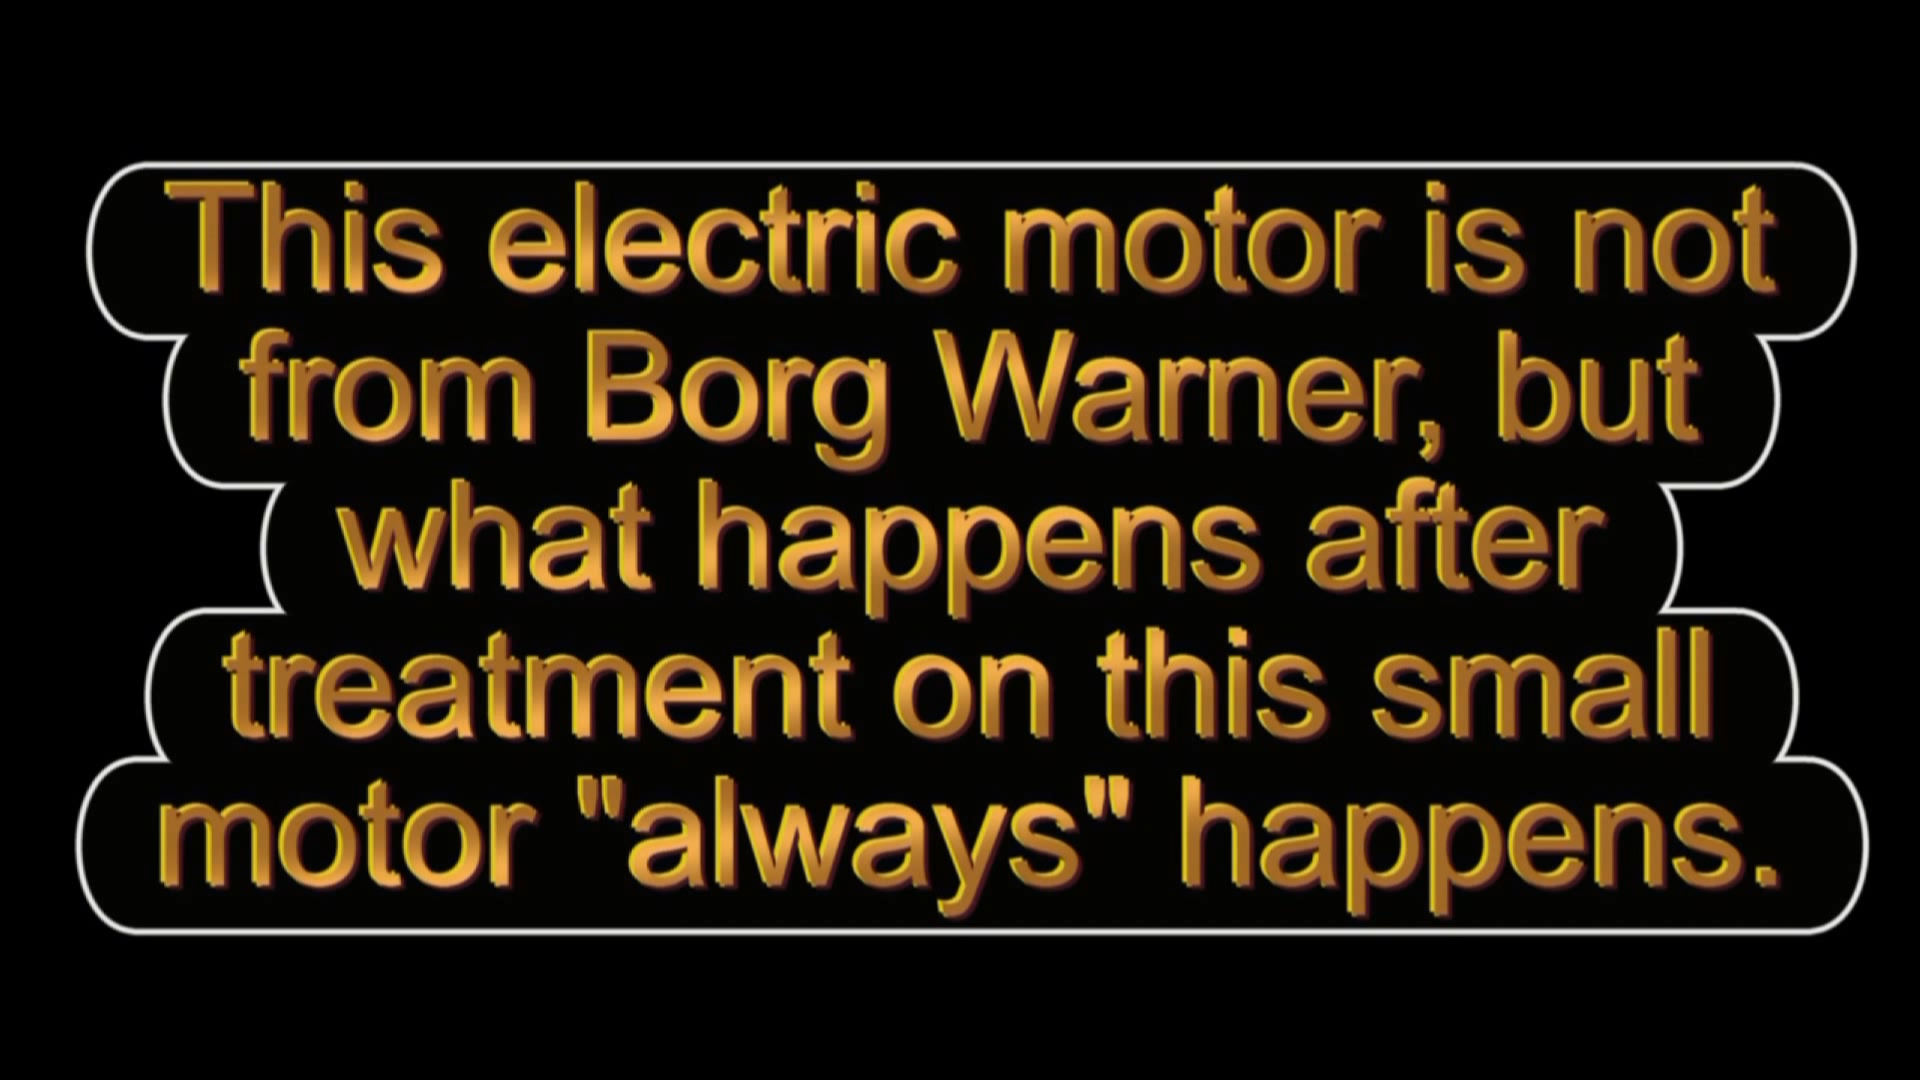 This electric motor is not
from Borg Warner, but
what happens after
treatment on this small
motor "always" happens.